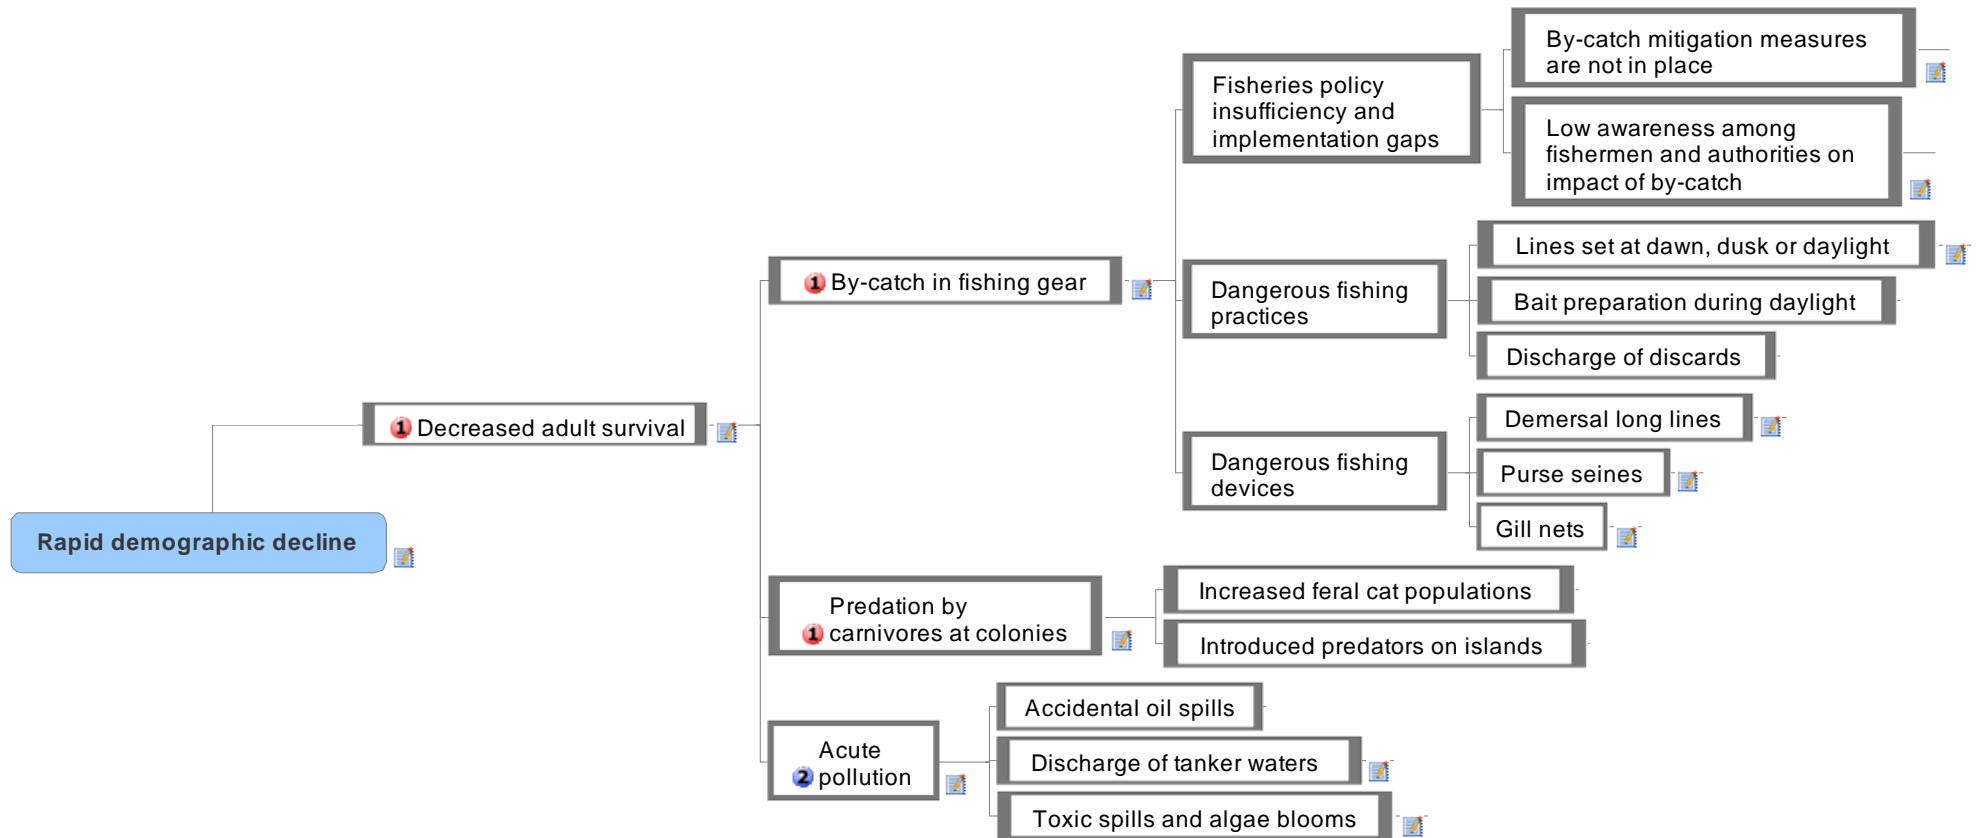 Rapid demographic decline
1 Decreased adult survival
1 By-catch in fishing gear
Fisheries policy
insufficiency and
implementation gaps
By-catch mitigation measures
are not in place
Low awareness among
fishermen and authorities on
impact of by-catch
Dangerous fishing
practices
Lines set at dawn, dusk or daylight
Bait preparation during daylight
Discharge of discards
Dangerous fishing
devices
Demersal long lines
Purse seines
Gill nets
Predation by
1 carnivores at colonies
Increased feral cat populations
Introduced predators on islands
Acute
2 pollution
Accidental oil spills
Discharge of tanker waters
Toxic spills and algae blooms